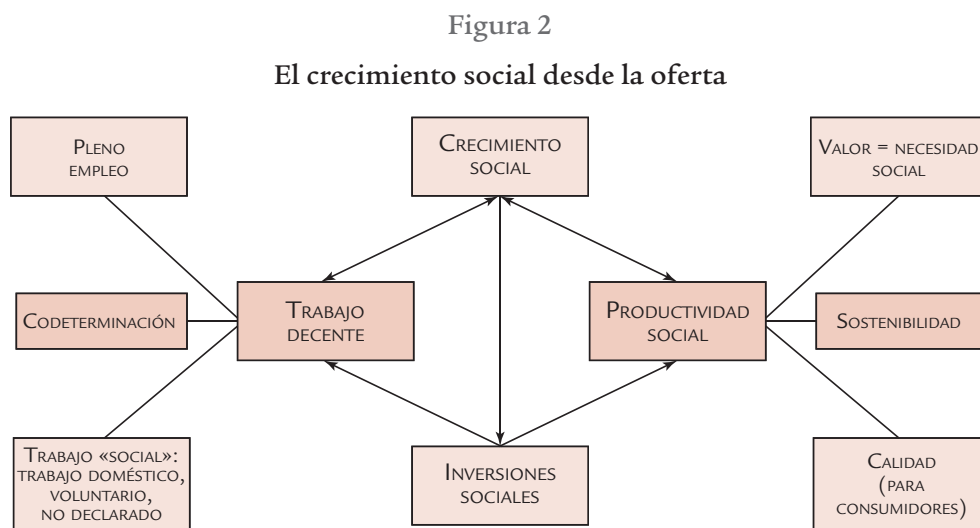 Figura 2
El crecimiento social desde la oferta
Pleno
empleo
Crecimiento
social
Valor = necesidad
social
Codeterminación
Trabajo
decente
Productividad
social
Sostenibilidad
Trabajo «social»:
trabajo doméstico,
voluntario,
no declarado
Inversiones
sociales
Calidad
(para
consumidores)